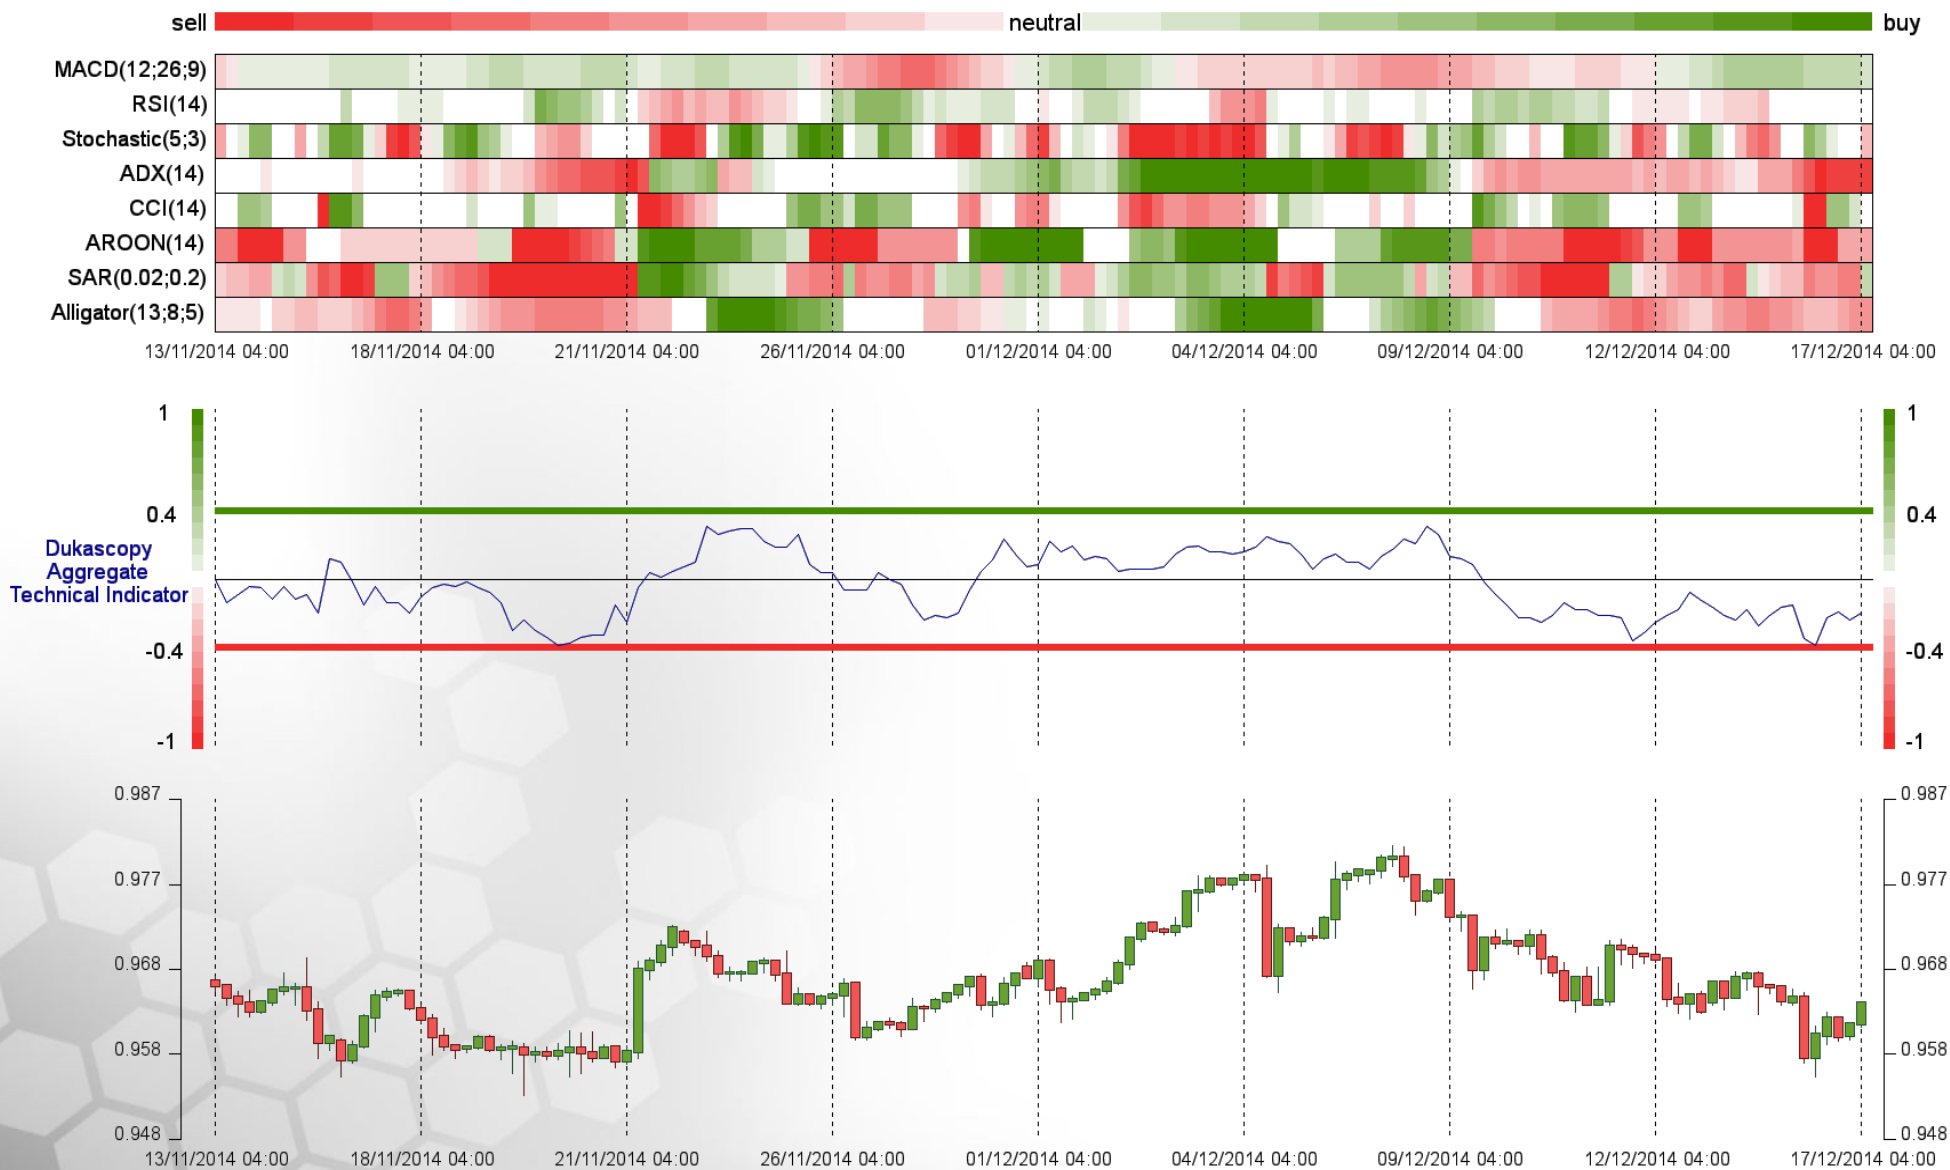 sell neutral buy
MACD(12;26;9)
RSI(14)
Stochastic(5;3)
ADX(14)
CCI(14)
AROON(14)
SAR(0.02;0.2)
Alligator(13;8;5)
13/11/2014 04:00 18/11/2014 04:00 21/11/2014 04:00 26/11/2014 04:00 01/12/2014 04:00 04/12/2014 04:00 09/12/2014 04:00 12/12/2014 04:00 17/12/2014 04:00
1 1
0.4 0.4
Dukascopy
Aggregate
Technical Indicator
-0.4 -0.4
-1 -1
0.987 0.987
0.977 0.977
0.968 0.968
0.958 0.958
0.948 0.948
13/11/2014 04:00 18/11/2014 04:00 21/11/2014 04:00 26/11/2014 04:00 01/12/2014 04:00 04/12/2014 04:00 09/12/2014 04:00 12/12/2014 04:00 17/12/2014 04:00